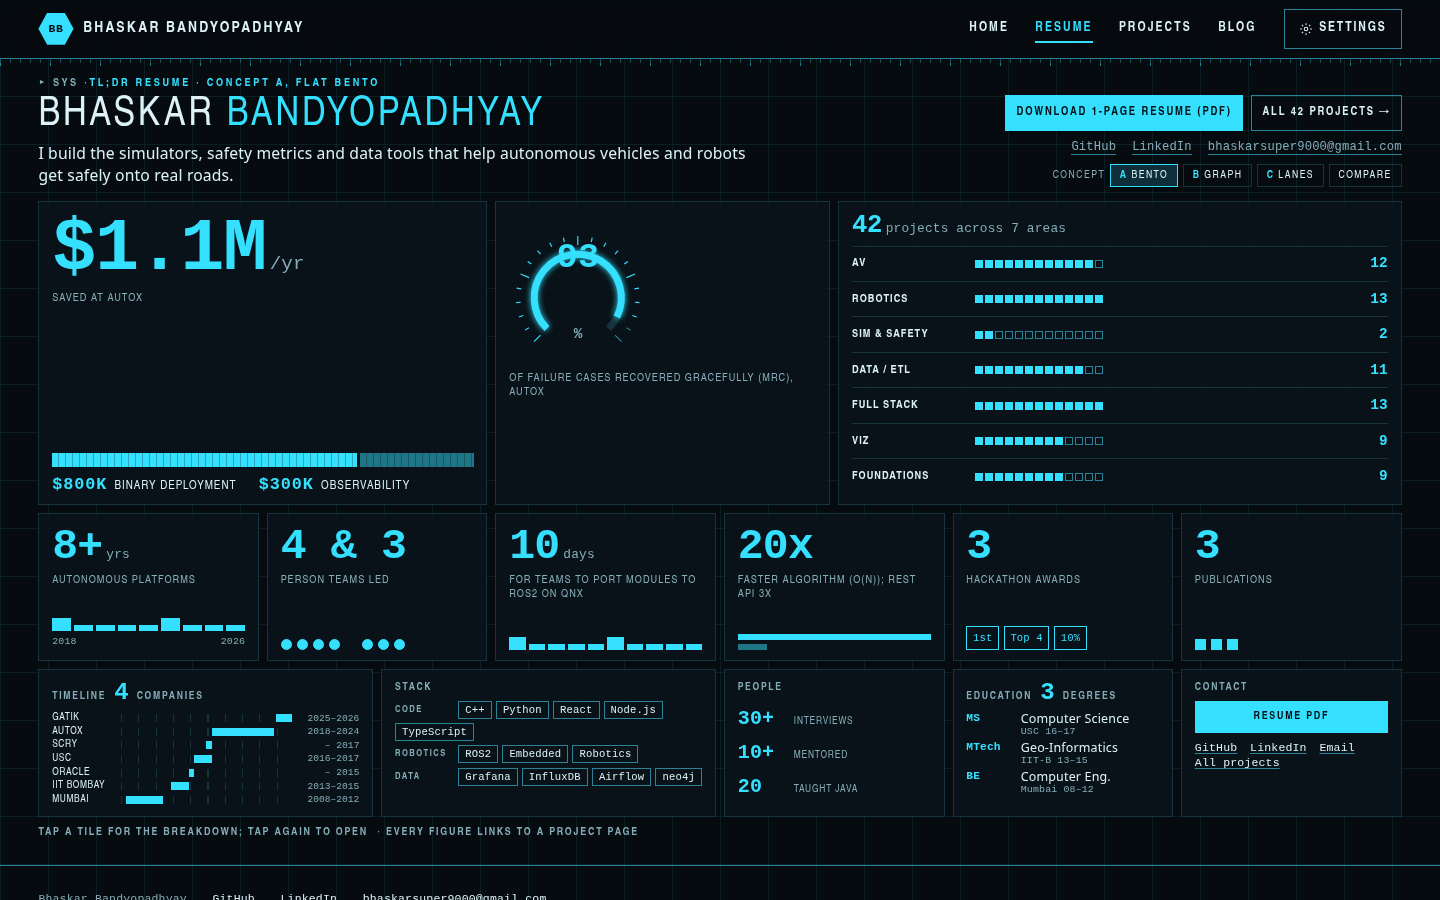 BB BHASKAR BANDYOPADHYAY HOME RESUME PROJECTS BLOG SETTINGS
‣ SYS ·TL;DR RESUME · CONCEPT A, FLAT BENTO
BHASKAR BANDYOPADHYAY
I build the simulators, safety metrics and data tools that help autonomous vehicles and robots
get safely onto real roads.
DOWNLOAD 1-PAGE RESUME (PDF) ALL 42 PROJECTS →
GitHub LinkedIn bhaskarsuper9000@gmail.com
CONCEPT A BENTO B GRAPH C LANES COMPARE
$1.1M/yr
SAVED AT AUTOX
$800K BINARY DEPLOYMENT $300K OBSERVABILITY
93
%
OF FAILURE CASES RECOVERED GRACEFULLY (MRC),
AUTOX
42 projects across 7 areas
AV 12
ROBOTICS 13
SIM & SAFETY 2
DATA / ETL 11
FULL STACK 13
VIZ 9
FOUNDATIONS 9
8+ yrs
AUTONOMOUS PLATFORMS
2018 2026
4 & 3
PERSON TEAMS LED
10 days
FOR TEAMS TO PORT MODULES TO
ROS2 ON QNX
20x
FASTER ALGORITHM (O(N)); REST
API 3X
3
HACKATHON AWARDS
1st Top 4 10%
3
PUBLICATIONS
TIMELINE 4 COMPANIES
GATIK 2025–2026
AUTOX 2018–2024
SCRY – 2017
USC 2016–2017
ORACLE – 2015
IIT BOMBAY 2013–2015
MUMBAI 2008–2012
STACK
CODE C++ Python React Node.js
TypeScript
ROBOTICS ROS2 Embedded Robotics
DATA Grafana InfluxDB Airflow neo4j
PEOPLE
30+ INTERVIEWS
10+ MENTORED
20 TAUGHT JAVA
EDUCATION 3 DEGREES
MS Computer Science
USC 16–17
MTech Geo-Informatics
IIT-B 13–15
BE Computer Eng.
Mumbai 08–12
CONTACT
RESUME PDF
GitHub LinkedIn Email
All projects
TAP A TILE FOR THE BREAKDOWN; TAP AGAIN TO OPEN · EVERY FIGURE LINKS TO A PROJECT PAGE
Bhaskar Bandyopadhyay GitHub LinkedIn bhaskarsuper9000@gmail.com